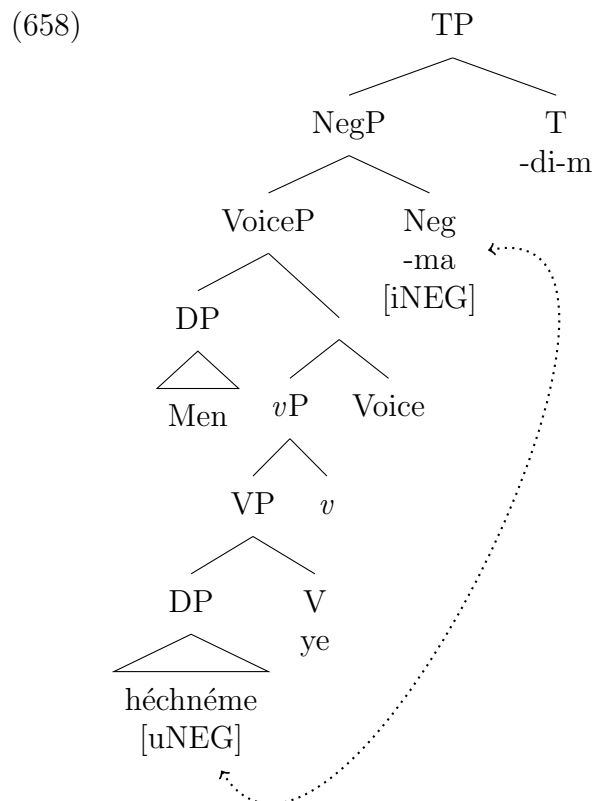 (658)
TP
NegP T
-di-m
VoiceP Neg
-ma
[iNEG]
DP
Men vP Voice
VP v
DP V
ye
héchnéme
[uNEG]